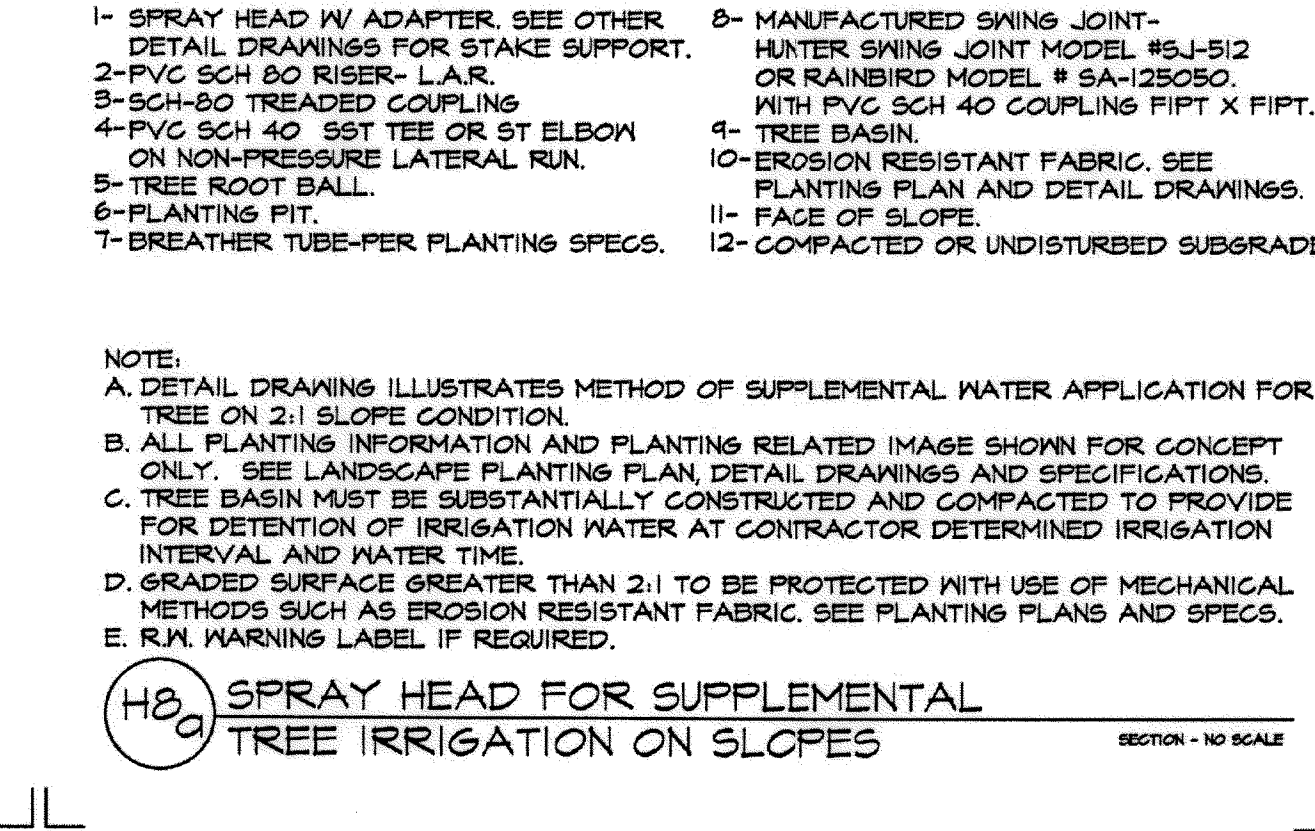 1- SPRAY HEAD W/ ADAPTER. SEE OTHER
DETAIL DRAWINGS FOR STAKE SUPPORT.
2-PVC SCH 80 RISER- L.A.R.
3-SCH-80 TREADED COUPLING
4-PVC SCH 40 SST TEE OR ST ELBOW
ON NON-PRESSURE LATERAL RUN.
5-TREE ROOT BALL.
6-PLANTING PIT.
7-BREATHER TUBE-PER PLANTING SPECS.
8- MANUFACTURED SWING JOINT-
HUNTER SWING JOINT MODEL #SJ-512
OR RAINBIRD MODEL # SA-125050.
WITH PVC SCH 40 COUPLING FIPT X FIPT.
9- TREE BASIN.
10-EROSION RESISTANT FABRIC. SEE
PLANTING PLAN AND DETAIL DRAWINGS.
11- FACE OF SLOPE.
12- COMPACTED OR UNDISTURBED SUBGRAD
NOTE:
A. DETAIL DRAWING ILLUSTRATES METHOD OF SUPPLEMENTAL WATER APPLICATION FOR
TREE ON 2:1 SLOPE CONDITION.
B. ALL PLANTING INFORMATION AND PLANTING RELATED IMAGE SHOWN FOR CONCEPT
ONLY. SEE LANDSCAPE PLANTING PLAN, DETAIL DRAWINGS AND SPECIFICATIONS.
C. TREE BASIN MUST BE SUBSTANTIALLY CONSTRUCTED AND COMPACTED TO PROVIDE
FOR DETENTION OF IRRIGATION WATER AT CONTRACTOR DETERMINED IRRIGATION
INTERVAL AND WATER TIME.
D. GRADED SURFACE GREATER THAN 2:1 TO BE PROTECTED WITH USE OF MECHANICAL
METHODS SUCH AS EROSION RESISTANT FABRIC. SEE PLANTING PLANS AND SPECS.
E. R.W. WARNING LABEL IF REQUIRED.
H8a
SPRAY HEAD FOR SUPPLEMENTAL
TREE IRRIGATION ON SLOPES
SECTION - NO SCALE